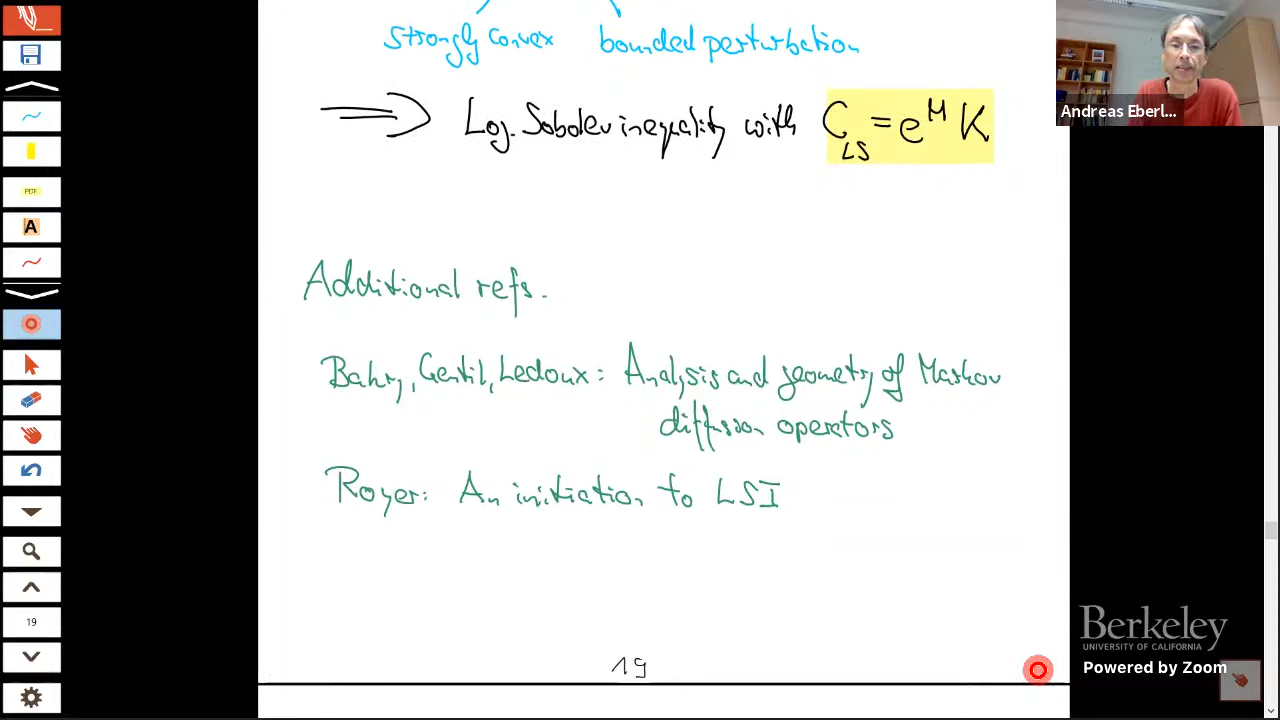 strongly convex bounded perturbation
Andreas Eberl...
⟹ Log. Sobolev inequality with C_LS = e^M K
PDF
A
Additional refs.
Bakry, Gentil, Ledoux: Analysis and geometry of Markov
diffusion operators
Royer: An initiation to LSI
19
Berkeley
UNIVERSITY OF CALIFORNIA
Powered by Zoom
19